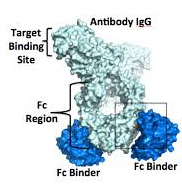 Antibody IgG
Target
Binding
Site
Fc
Region
Fc Binder
Fc Binder